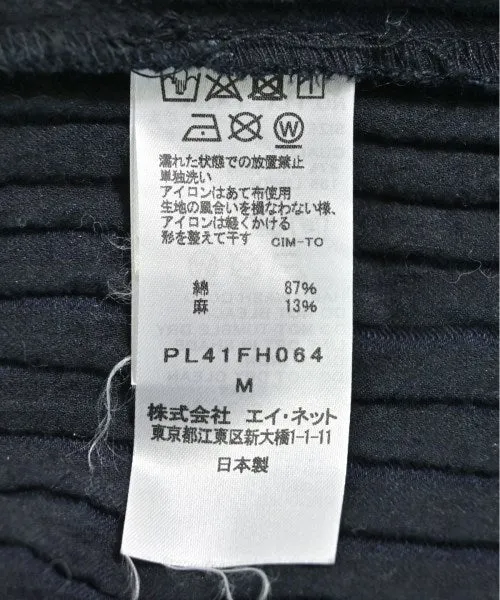 濡れた状態での放置禁止
単独洗い
アイロンはあて布使用
生地の風合いを損なわない様、
アイロンは軽くかける
形を整えて干す CIM-TO
綿 87%
麻 13%
PL41FH064
M
株式会社 エイ・ネット
東京都江東区新大橋1-1-11
日本製